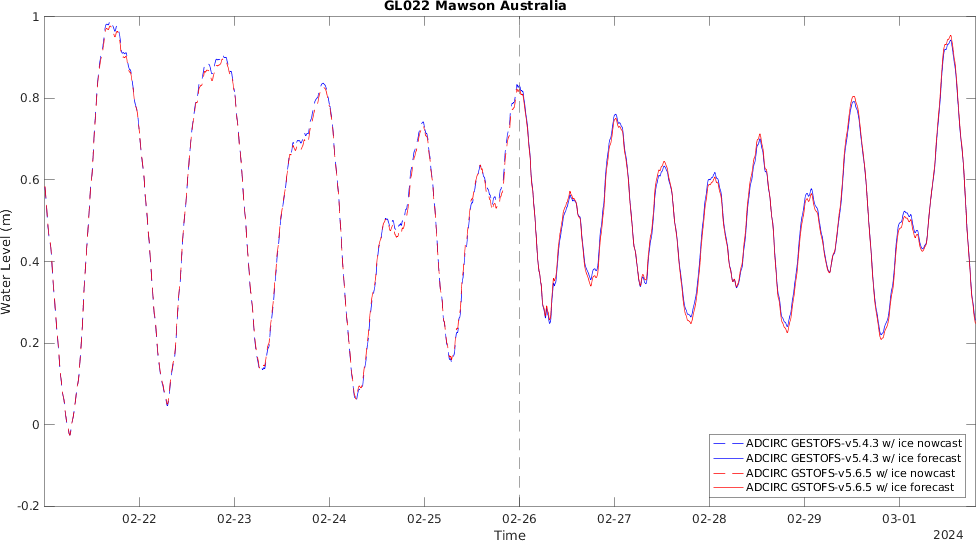 GL022 Mawson Australia
1
0.8
0.6
0.4
0.2
0
-0.2
Water Level (m)
ADCIRC GESTOFS-v5.4.3 w/ ice nowcast
ADCIRC GESTOFS-v5.4.3 w/ ice forecast
ADCIRC GSTOFS-v5.6.5 w/ ice nowcast
ADCIRC GSTOFS-v5.6.5 w/ ice forecast
02-22 02-23 02-24 02-25 02-26 02-27 02-28 02-29 03-01
Time
2024